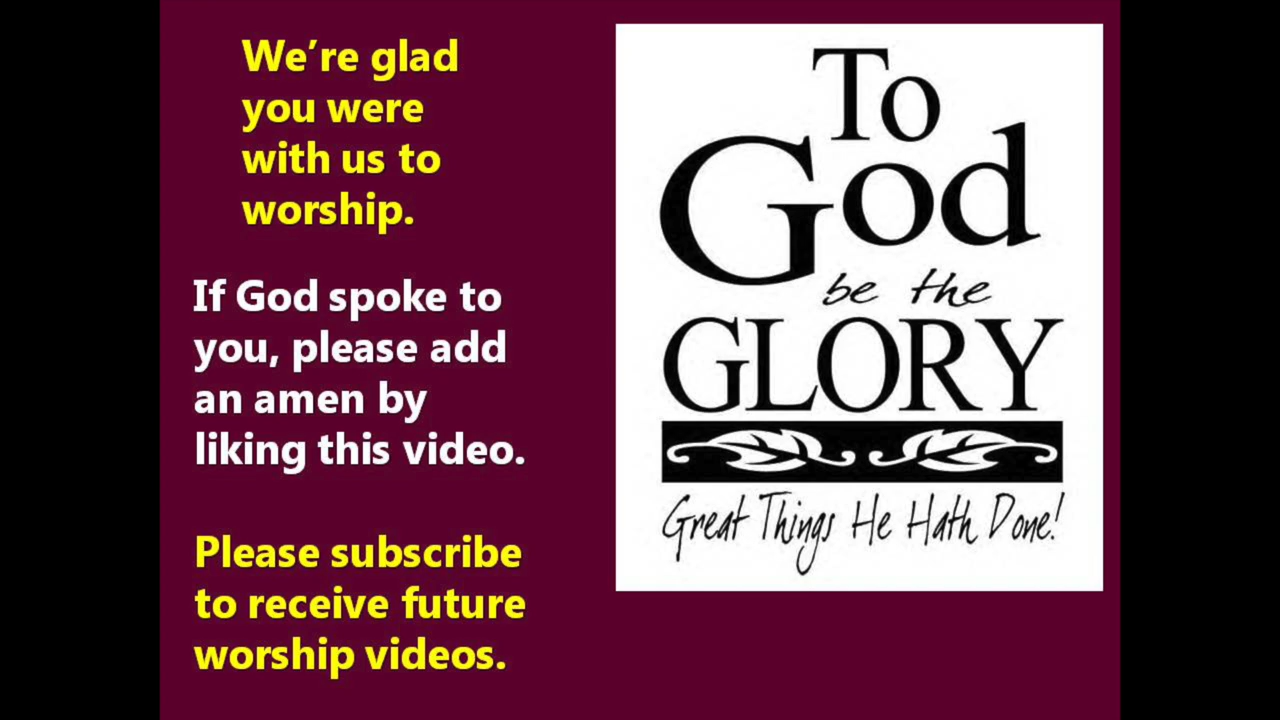 We’re glad
you were
with us to
worship.
If God spoke to
you, please add
an amen by
liking this video.
Please subscribe
to receive future
worship videos.
To
God
be the
GLORY
Great Things He Hath Done!